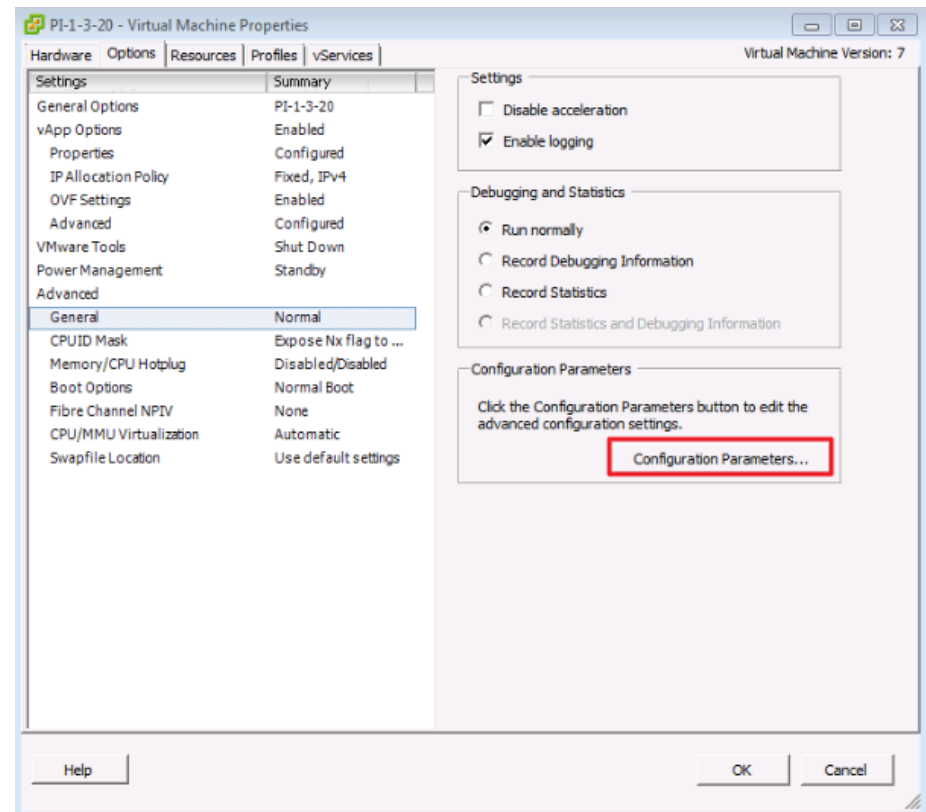 PI-1-3-20 - Virtual Machine Properties
Hardware Options Resources Profiles vServices Virtual Machine Version: 7
Settings Summary
General Options PI-1-3-20
vApp Options Enabled
Properties Configured
IP Allocation Policy Fixed, IPv4
OVF Settings Enabled
Advanced Configured
VMware Tools Shut Down
Power Management Standby
Advanced
General Normal
CPUID Mask Expose Nx flag to ...
Memory/CPU Hotplug Disabled/Disabled
Boot Options Normal Boot
Fibre Channel NPIV None
CPU/MMU Virtualization Automatic
Swapfile Location Use default settings
Settings
Disable acceleration
Enable logging
Debugging and Statistics
Run normally
Record Debugging Information
Record Statistics
Record Statistics and Debugging Information
Configuration Parameters
Click the Configuration Parameters button to edit the
advanced configuration settings.
Configuration Parameters...
Help OK Cancel